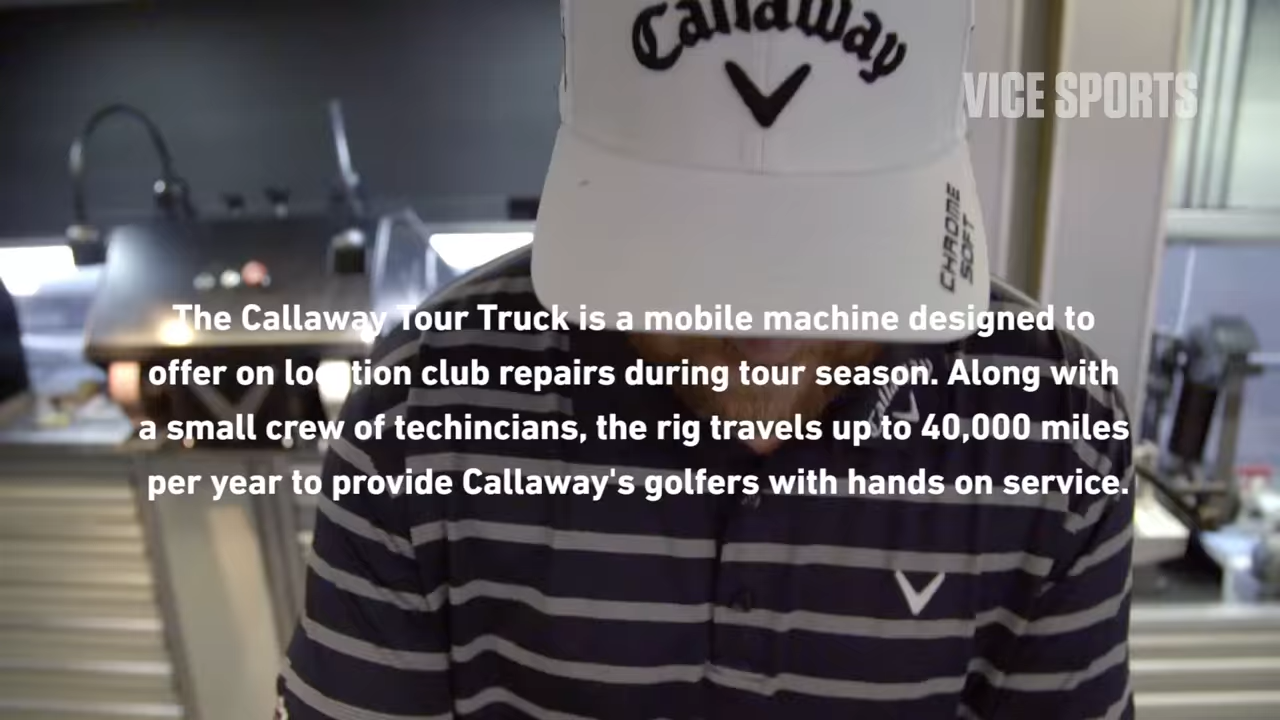 Callaway
VICE SPORTS
CHROME
SOFT
The Callaway Tour Truck is a mobile machine designed to
offer on location club repairs during tour season. Along with
a small crew of techincians, the rig travels up to 40,000 miles
per year to provide Callaway's golfers with hands on service.
Callaway